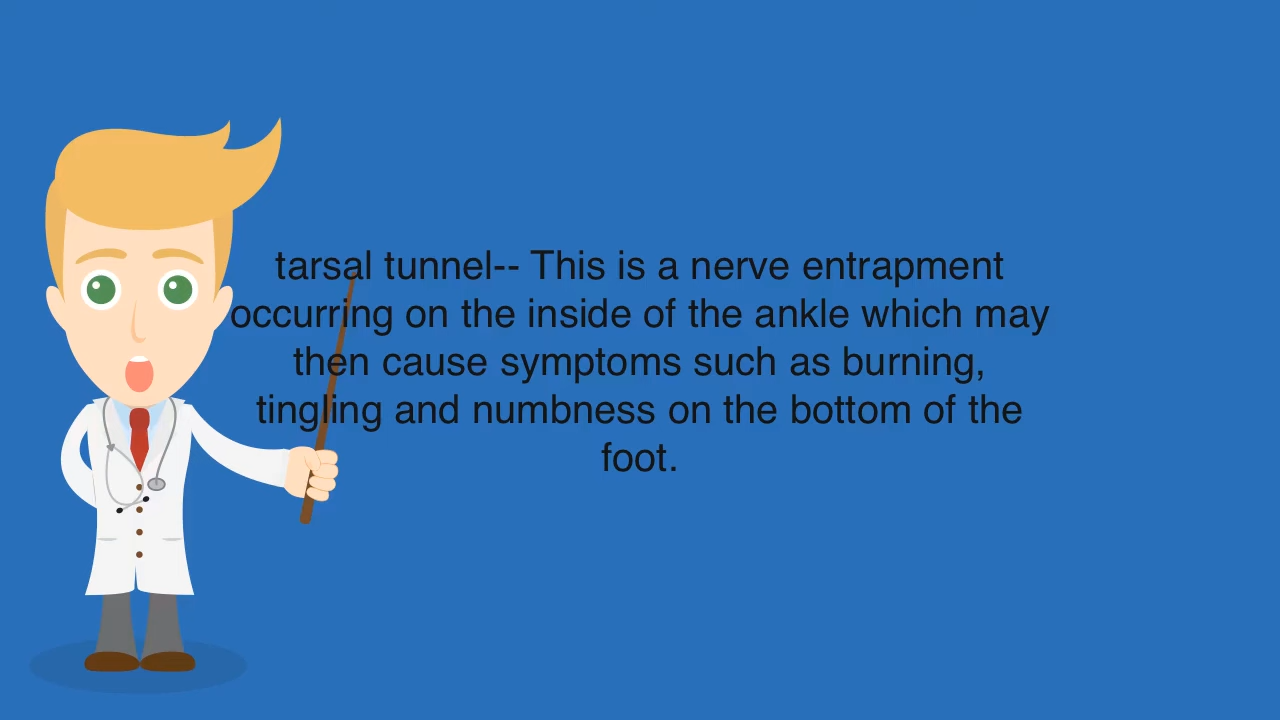 tarsal tunnel-- This is a nerve entrapment
occurring on the inside of the ankle which may
then cause symptoms such as burning,
tingling and numbness on the bottom of the
foot.